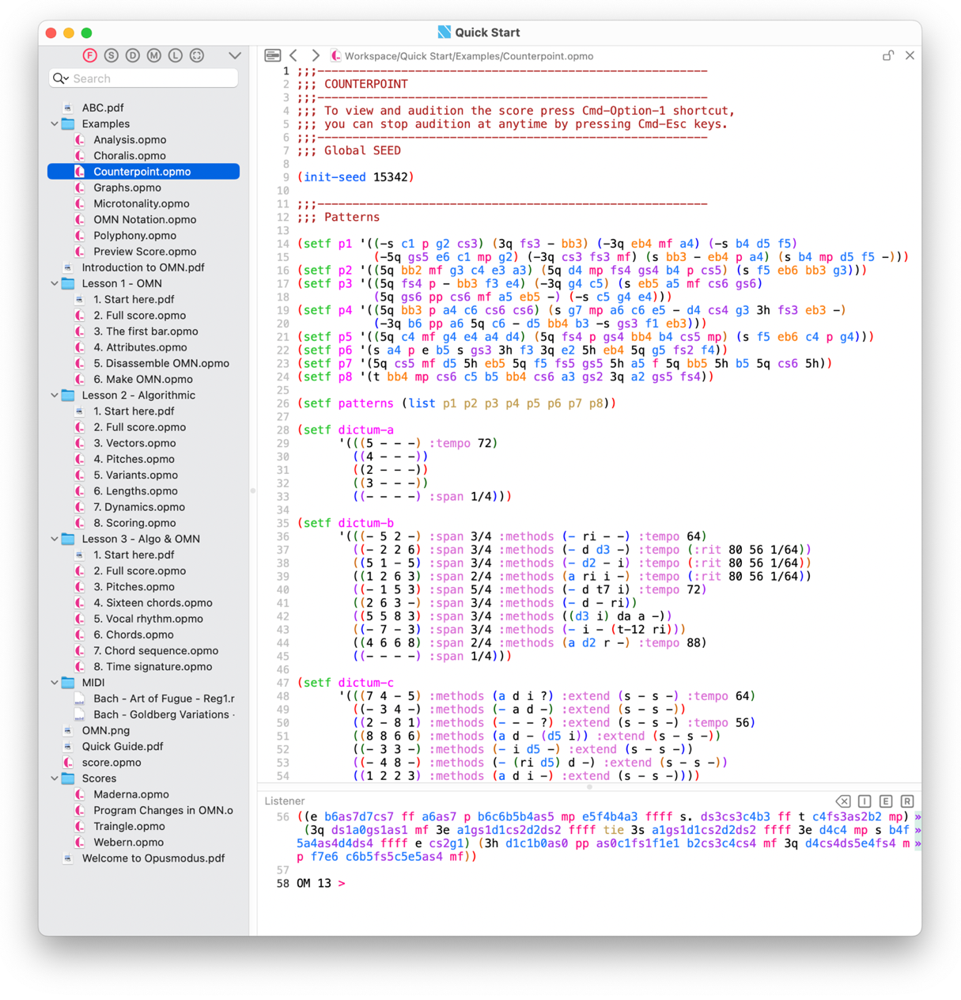 Quick Start
F S D M L
Workspace/Quick Start/Examples/Counterpoint.opmo
Search
ABC.pdf
Examples
Analysis.opmo
Choralis.opmo
Counterpoint.opmo
Graphs.opmo
Microtonality.opmo
OMN Notation.opmo
Polyphony.opmo
Preview Score.opmo
Introduction to OMN.pdf
Lesson 1 - OMN
1. Start here.pdf
2. Full score.opmo
3. The first bar.opmo
4. Attributes.opmo
5. Disassemble OMN.opmo
6. Make OMN.opmo
Lesson 2 - Algorithmic
1. Start here.pdf
2. Full score.opmo
3. Vectors.opmo
4. Pitches.opmo
5. Variants.opmo
6. Lengths.opmo
7. Dynamics.opmo
8. Scoring.opmo
Lesson 3 - Algo & OMN
1. Start here.pdf
2. Full score.opmo
3. Pitches.opmo
4. Sixteen chords.opmo
5. Vocal rhythm.opmo
6. Chords.opmo
7. Chord sequence.opmo
8. Time signature.opmo
MIDI
Bach - Art of Fugue - Reg1.r
Bach - Goldberg Variations ·
OMN.png
Quick Guide.pdf
score.opmo
Scores
Maderna.opmo
Program Changes in OMN.o
Traingle.opmo
Webern.opmo
Welcome to Opusmodus.pdf
1 ;;;---------------------------------------------------------
2 ;;; COUNTERPOINT
3 ;;;---------------------------------------------------------
4 ;;; To view and audition the score press Cmd-Option-1 shortcut,
5 ;;; you can stop audition at anytime by pressing Cmd-Esc keys.
6 ;;;---------------------------------------------------------
7 ;;; Global SEED
8
9 (init-seed 15342)
10
11 ;;;---------------------------------------------------------
12 ;;; Patterns
13
14 (setf p1 '((-s c1 p g2 cs3) (3q fs3 - bb3) (-3q eb4 mf a4) (-s b4 d5 f5)
15 (-5q gs5 e6 c1 mp g2) (-3q cs3 fs3 mf) (s bb3 - eb4 p a4) (s b4 mp d5 f5 -)))
16 (setf p2 '((5q bb2 mf g3 c4 e3 a3) (5q d4 mp fs4 gs4 b4 p cs5) (s f5 eb6 bb3 g3)))
17 (setf p3 '((5q fs4 p - bb3 f3 e4) (-3q g4 c5) (s eb5 a5 mf cs6 gs6)
18 (5q gs6 pp cs6 mf a5 eb5 -) (-s c5 g4 e4)))
19 (setf p4 '((5q bb3 p a4 c6 cs6 cs6) (s g7 mp a6 c6 e5 - d4 cs4 g3 3h fs3 eb3 -)
20 (-3q b6 pp a6 5q c6 - d5 bb4 b3 -s gs3 f1 eb3)))
21 (setf p5 '((5q c4 mf g4 e4 a4 d4) (5q fs4 p gs4 bb4 b4 cs5 mp) (s f5 eb6 c4 p g4)))
22 (setf p6 '(s a4 p e b5 s gs3 3h f3 3q e2 5h eb4 5q g5 fs2 f4))
23 (setf p7 '(5q cs5 mf d5 5h eb5 5q f5 fs5 gs5 5h a5 f 5q bb5 5h b5 5q cs6 5h))
24 (setf p8 '(t bb4 mp cs6 c5 b5 bb4 cs6 a3 gs2 3q a2 gs5 fs4))
25
26 (setf patterns (list p1 p2 p3 p4 p5 p6 p7 p8))
27
28 (setf dictum-a
29 '(((5 - - -) :tempo 72)
30 ((4 - - -))
31 ((2 - - -))
32 ((3 - - -))
33 ((- - - -) :span 1/4)))
34
35 (setf dictum-b
36 '(((- 5 2 -) :span 3/4 :methods (- ri - -) :tempo 64)
37 ((- 2 2 6) :span 3/4 :methods (- d d3 -) :tempo (:rit 80 56 1/64))
38 ((5 1 - 5) :span 3/4 :methods (- d2 - i) :tempo (:rit 80 56 1/64))
39 ((1 2 6 3) :span 2/4 :methods (a ri i -) :tempo (:rit 80 56 1/64))
40 ((- 1 5 3) :span 5/4 :methods (- d t7 i) :tempo 72)
41 ((2 6 3 -) :span 3/4 :methods (- d - ri))
42 ((5 5 8 3) :span 3/4 :methods ((d3 i) da a -))
43 ((- 7 - 3) :span 3/4 :methods (- i - (t-12 ri)))
44 ((4 6 6 8) :span 2/4 :methods (a d2 r -) :tempo 88)
45 ((- - - -) :span 1/4)))
46
47 (setf dictum-c
48 '(((7 4 - 5) :methods (a d i ?) :extend (s - s -) :tempo 64)
49 ((- 3 4 -) :methods (- a d -) :extend (s - s -))
50 ((2 - 8 1) :methods (- - - ?) :extend (s - s -) :tempo 56)
51 ((8 8 6 6) :methods (a d - (d5 i)) :extend (s - s -))
52 ((- 3 3 -) :methods (- i d5 -) :extend (s - s -))
53 ((- 4 8 -) :methods (- (ri d5) d -) :extend (s - s -))
54 ((1 2 2 3) :methods (a d i -) :extend (s - s -))))
Listener
I E R
56 ((e b6as7d7cs7 ff a6as7 p b6c6b5b4as5 mp e5f4b4a3 ffff s. ds3cs3c4b3 ff t c4fs3as2b2 mp) »
(3q ds1a0gs1as1 mf 3e a1gs1d1cs2d2ds2 ffff tie 3s a1gs1d1cs2d2ds2 ffff 3e d4c4 mp s b4f »
5a4as4d4ds4 ffff e cs2g1) (3h d1c1b0as0 pp as0c1fs1f1e1 b2cs3c4cs4 mf 3q d4cs4ds5e4fs4 m »
p f7e6 c6b5fs5c5e5as4 mf))
57
58 OM 13 >